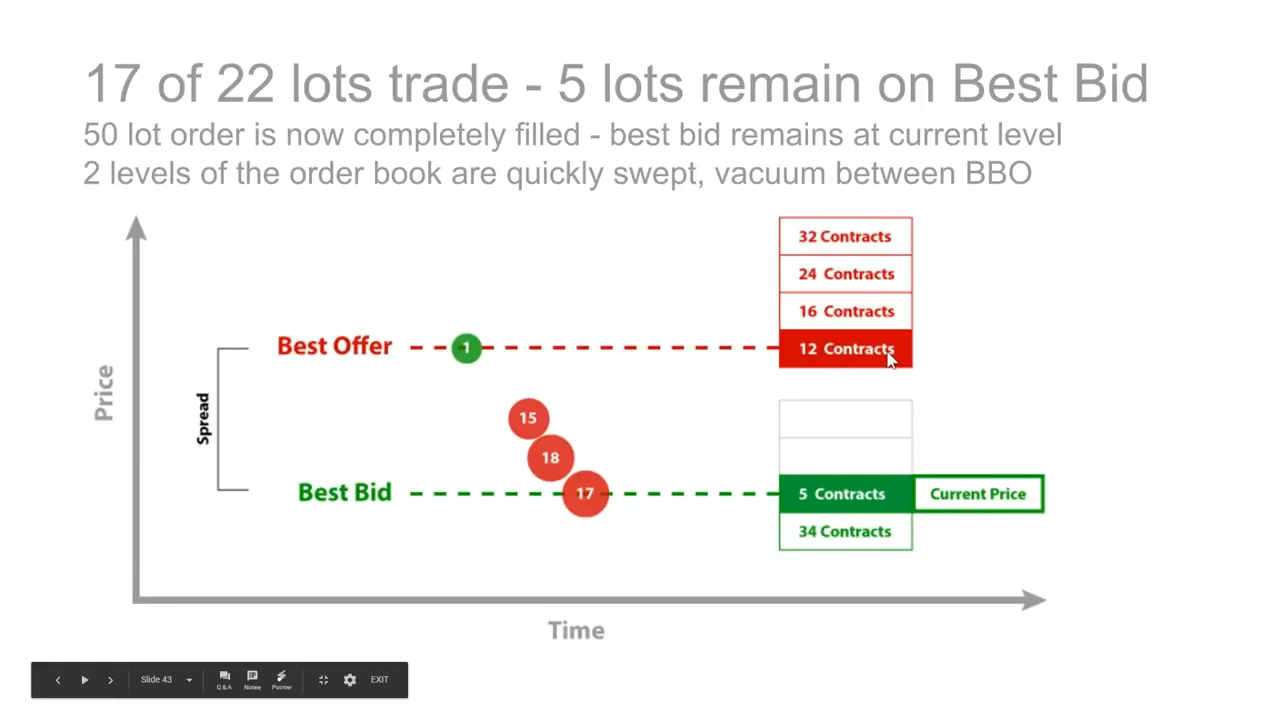 17 of 22 lots trade - 5 lots remain on Best Bid
50 lot order is now completely filled - best bid remains at current level
2 levels of the order book are quickly swept, vacuum between BBO
32 Contracts
24 Contracts
16 Contracts
Best Offer
1
12 Contracts
Price
Spread
15
18
Best Bid
17
5 Contracts
Current Price
34 Contracts
Time
Slide 43
Q & A
Notes
Pointer
EXIT